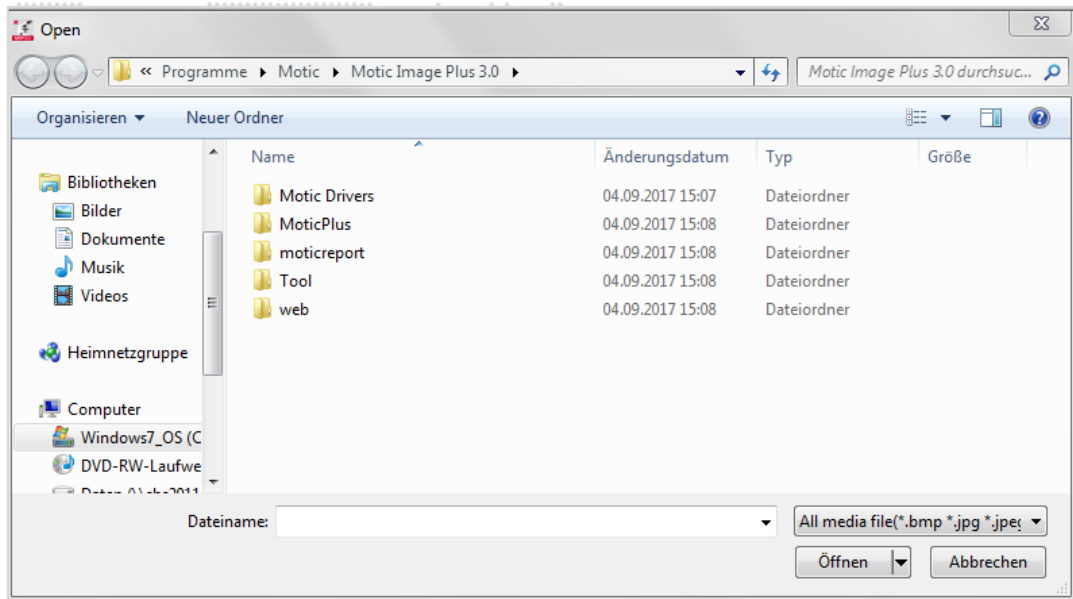 Open
« Programme ▸ Motic ▸ Motic Image Plus 3.0 ▸ Motic Image Plus 3.0 durchsuc...
Organisieren Neuer Ordner
Name Änderungsdatum Typ Größe
Bibliotheken
Bilder
Dokumente
Musik
Videos
Heimnetzgruppe
Computer
Windows7_OS (C
DVD-RW-Laufwe
Motic Drivers 04.09.2017 15:07 Dateiordner
MoticPlus 04.09.2017 15:08 Dateiordner
moticreport 04.09.2017 15:08 Dateiordner
Tool 04.09.2017 15:08 Dateiordner
web 04.09.2017 15:08 Dateiordner
Dateiname: All media file(*.bmp *.jpg *.jpeg
Öffnen Abbrechen